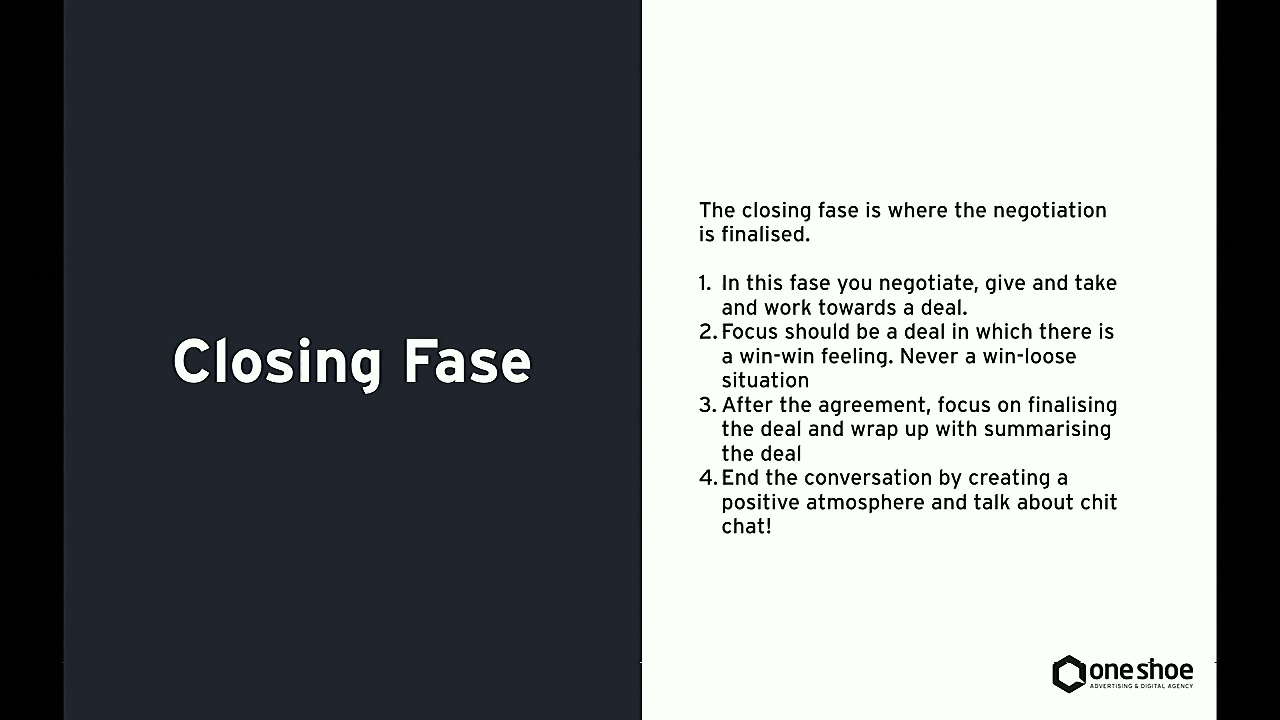 Closing Fase
The closing fase is where the negotiation
is finalised.
1. In this fase you negotiate, give and take
and work towards a deal.
2. Focus should be a deal in which there is
a win-win feeling. Never a win-loose
situation
3. After the agreement, focus on finalising
the deal and wrap up with summarising
the deal
4. End the conversation by creating a
positive atmosphere and talk about chit
chat!
one shoe
ADVERTISING & DIGITAL AGENCY